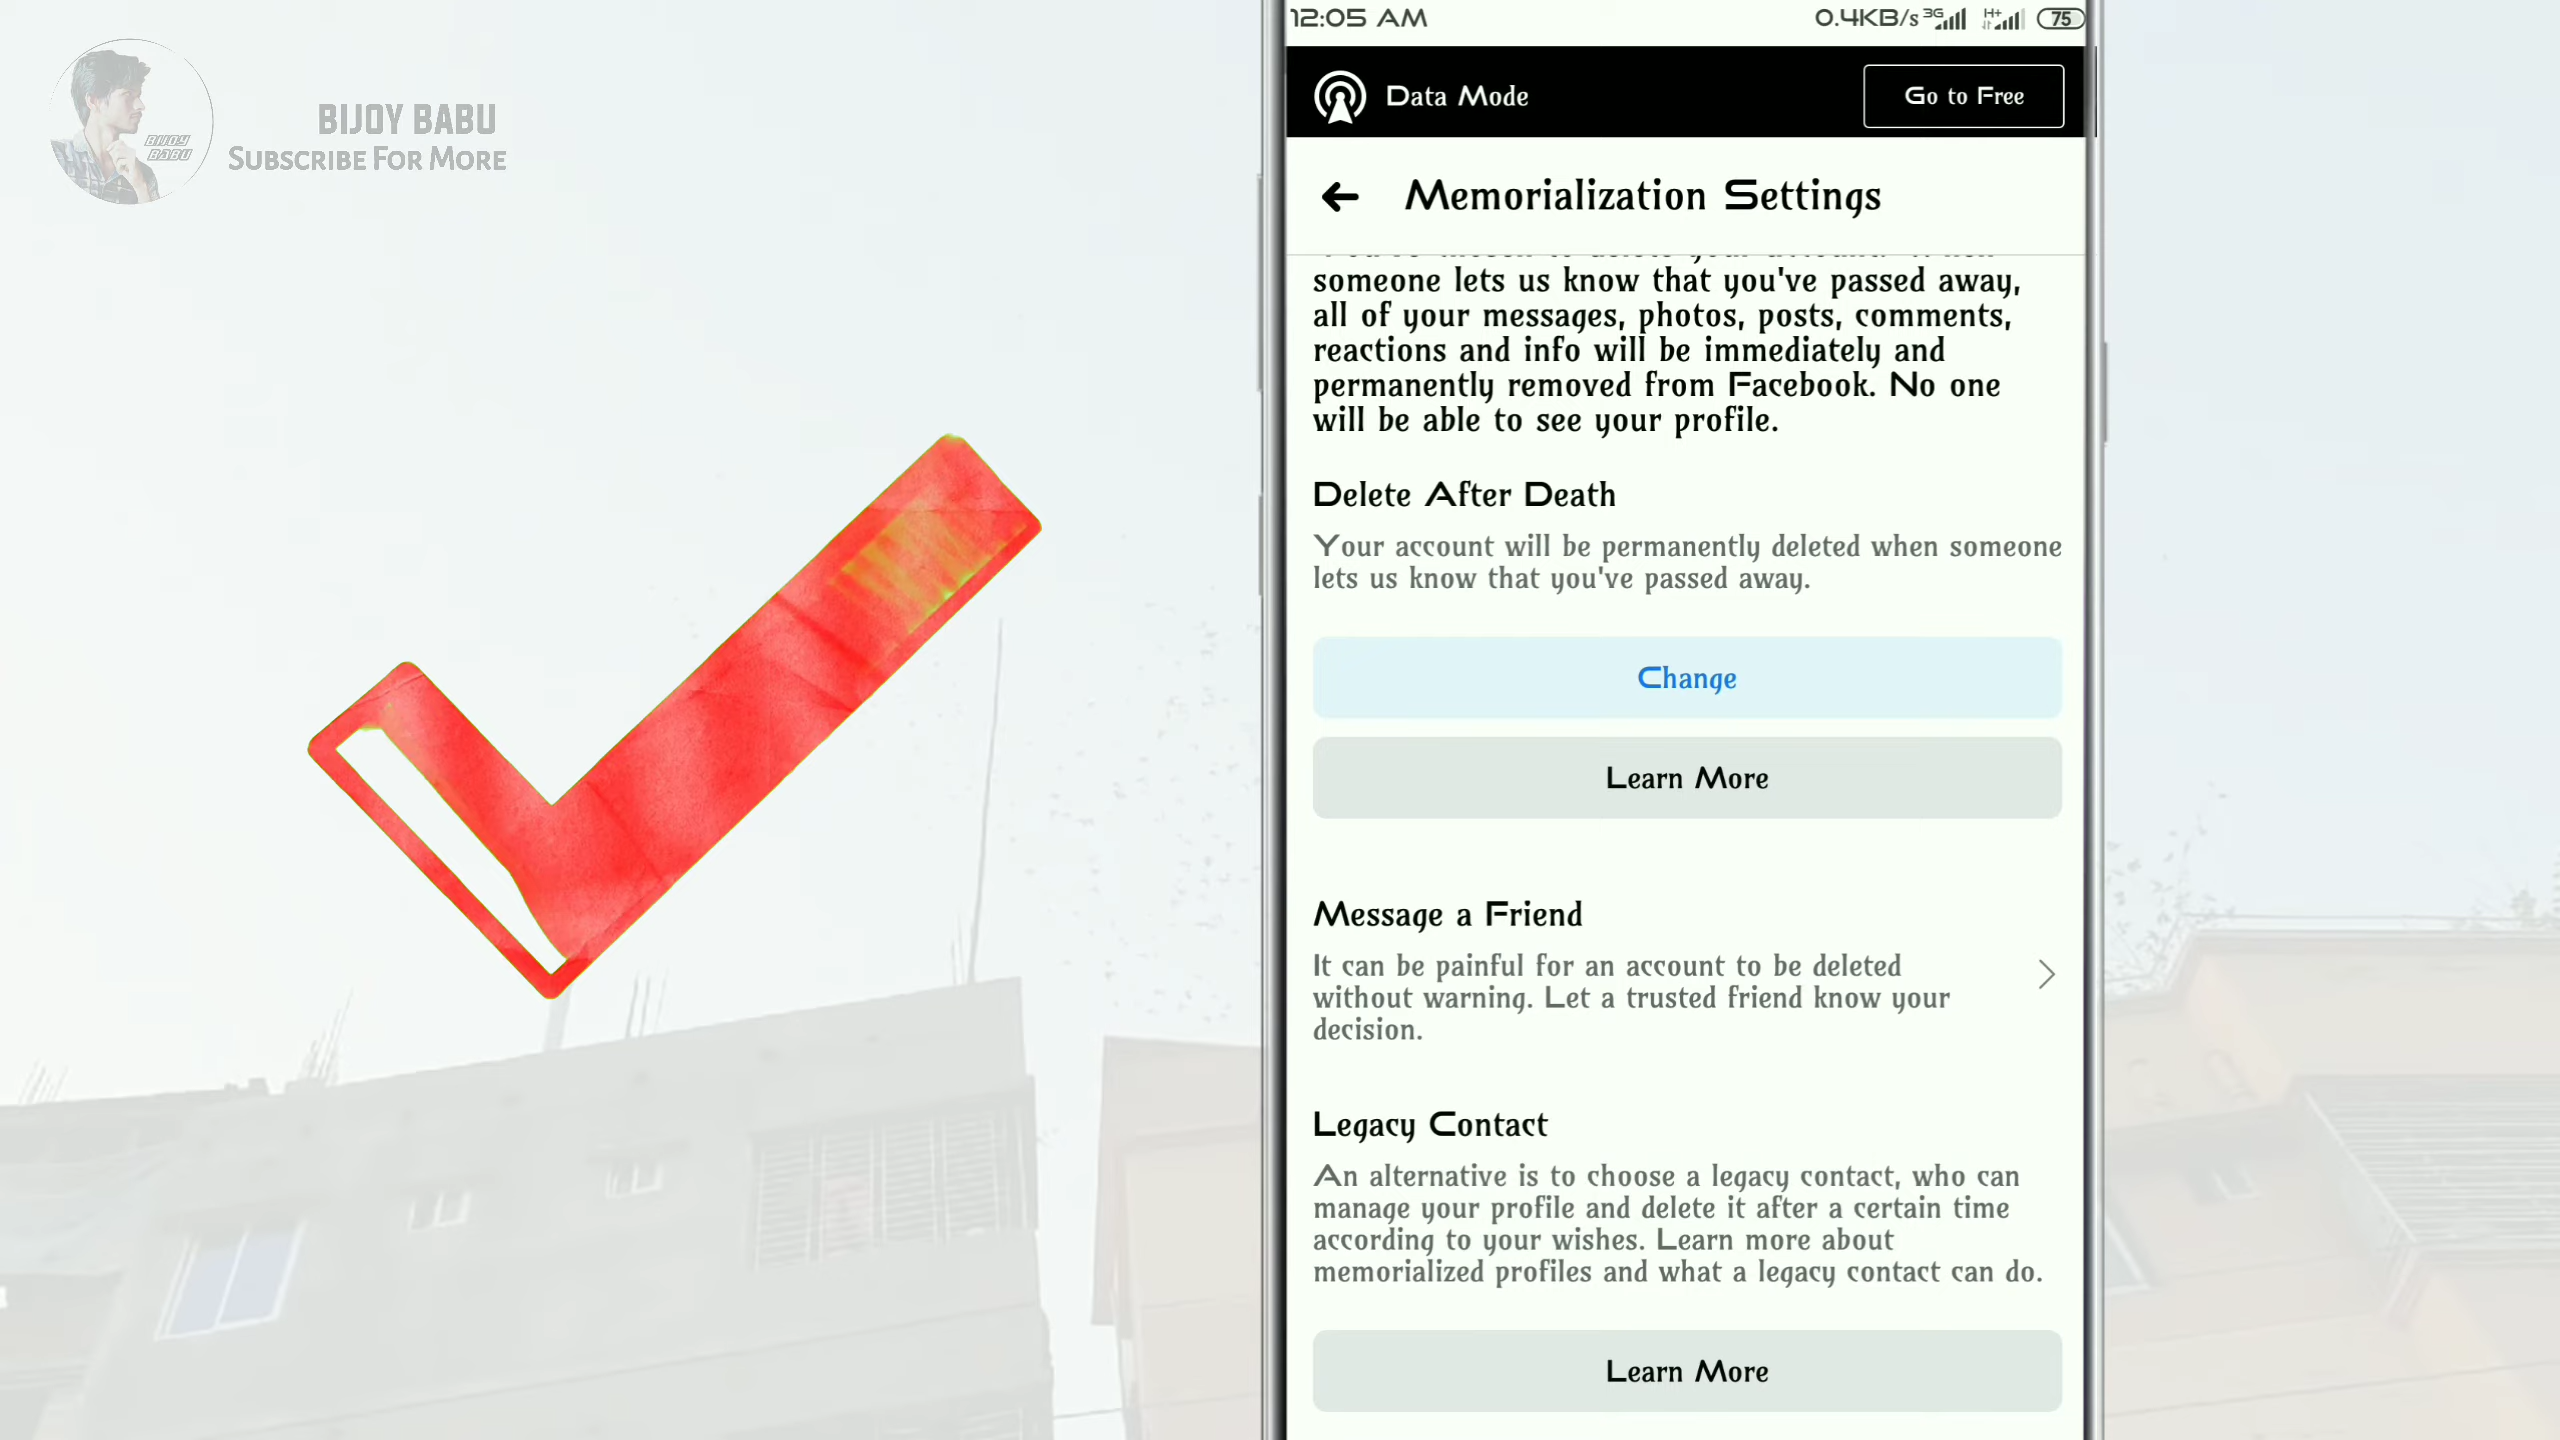 12:05 AM
0.4KB/s 3G H+ 75
BIJOY BABU
SUBSCRIBE FOR MORE
BIJOY
BABU
Data Mode
Go to Free
Memorialization Settings
someone lets us know that you've passed away,
all of your messages, photos, posts, comments,
reactions and info will be immediately and
permanently removed from Facebook. No one
will be able to see your profile.
Delete After Death
Your account will be permanently deleted when someone
lets us know that you've passed away.
Change
Learn More
Message a Friend
It can be painful for an account to be deleted
without warning. Let a trusted friend know your
decision.
Legacy Contact
An alternative is to choose a legacy contact, who can
manage your profile and delete it after a certain time
according to your wishes. Learn more about
memorialized profiles and what a legacy contact can do.
Learn More